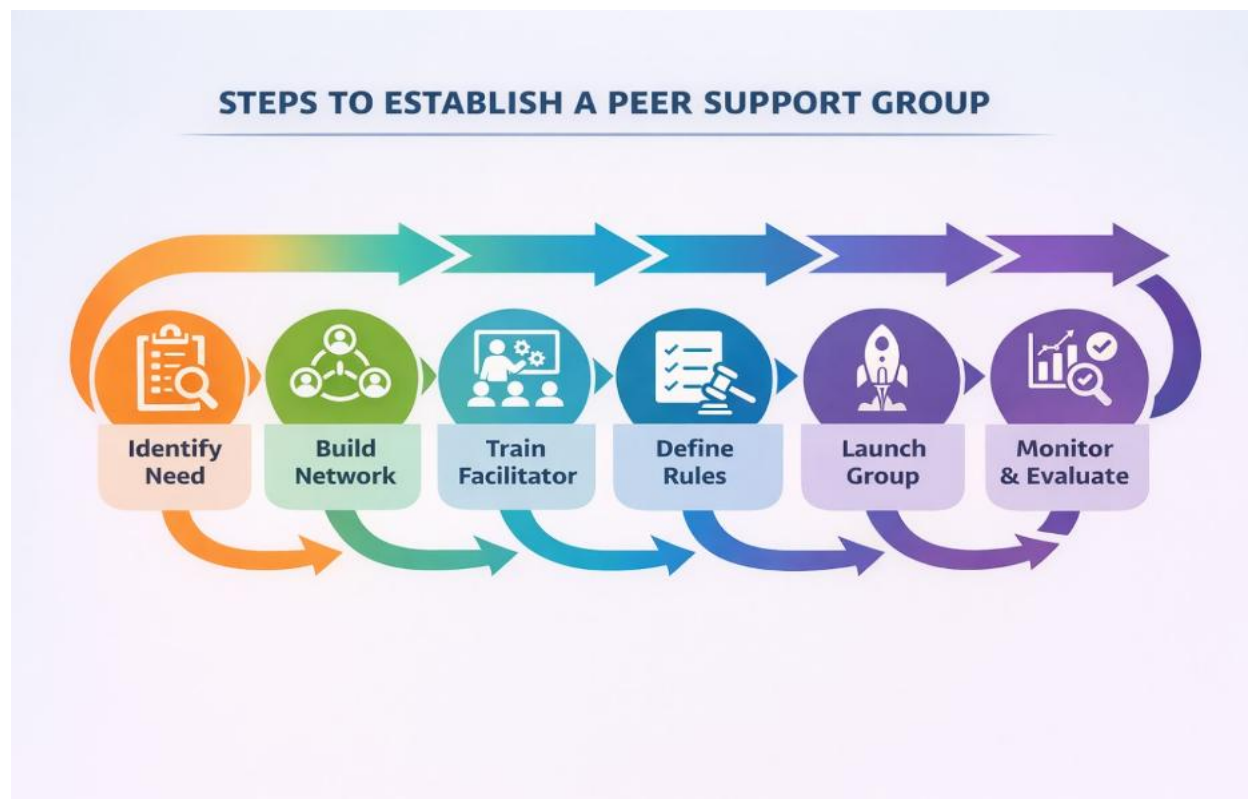 STEPS TO ESTABLISH A PEER SUPPORT GROUP
Identify
Need
Build
Network
Train
Facilitator
Define
Rules
Launch
Group
Monitor
& Evaluate